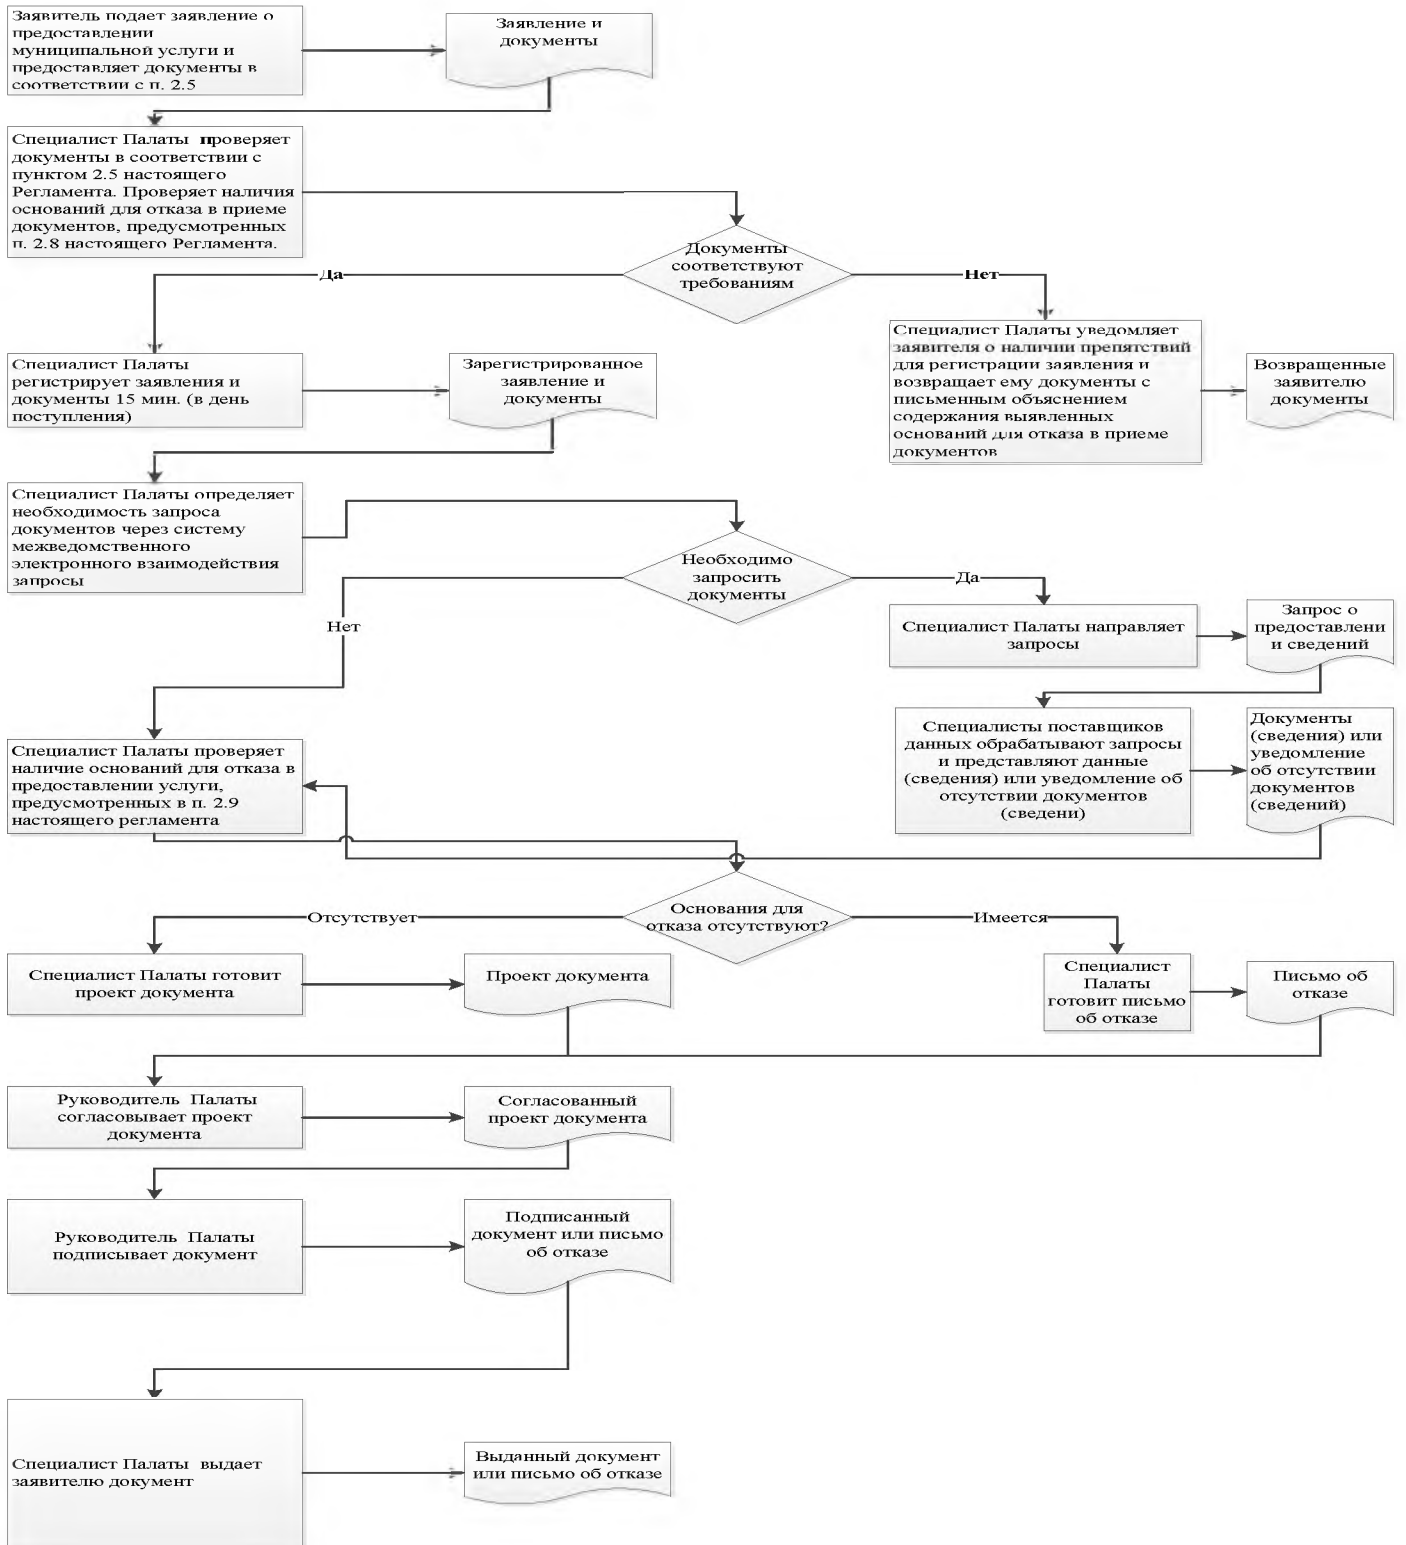 Заявитель подает заявление о
предоставлении
муниципальной услуги и
предоставляет документы в
соответствии с п. 2.5
Заявление и
документы
Специалист Палаты проверяет
документы в соответствии с
пунктом 2.5 настоящего
Регламента. Проверяет наличия
оснований для отказа в приеме
документов, предусмотренных
п. 2.8 настоящего Регламента.
Документы
соответствуют
требованиям
Да
Нет
Специалист Палаты
регистрирует заявления и
документы 15 мин. (в день
поступления)
Зарегистрированное
заявление и
документы
Специалист Палаты уведомляет
заявителя о наличии препятствий
для регистрации заявления и
возвращает ему документы с
письменным объяснением
содержания выявленных
оснований для отказа в приеме
документов
Возвращенные
заявителю
документы
Специалист Палаты определяет
необходимость запроса
документов через систему
межведомственного
электронного взаимодействия
запросы
Необходимо
запросить
документы
Да
Нет
Специалист Палаты направляет
запросы
Запрос о
предоставлени
и сведений
Специалисты поставщиков
данных обрабатывают запросы
и представляют данные
(сведения) или уведомление об
отсутствии документов
(сведени)
Документы
(сведения) или
уведомление
об отсутствии
документов
(сведений)
Специалист Палаты проверяет
наличие оснований для отказа в
предоставлении услуги,
предусмотренных в п. 2.9
настоящего регламента
Основания для
отказа отсутствуют?
Отсутствует
Имеется
Специалист Палаты готовит
проект документа
Проект документа
Специалист
Палаты
готовит письмо
об отказе
Письмо об
отказе
Руководитель Палаты
согласовывает проект
документа
Согласованный
проект документа
Руководитель Палаты
подписывает документ
Подписанный
документ или письмо
об отказе
Специалист Палаты выдает
заявителю документ
Выданный документ
или письмо об отказе